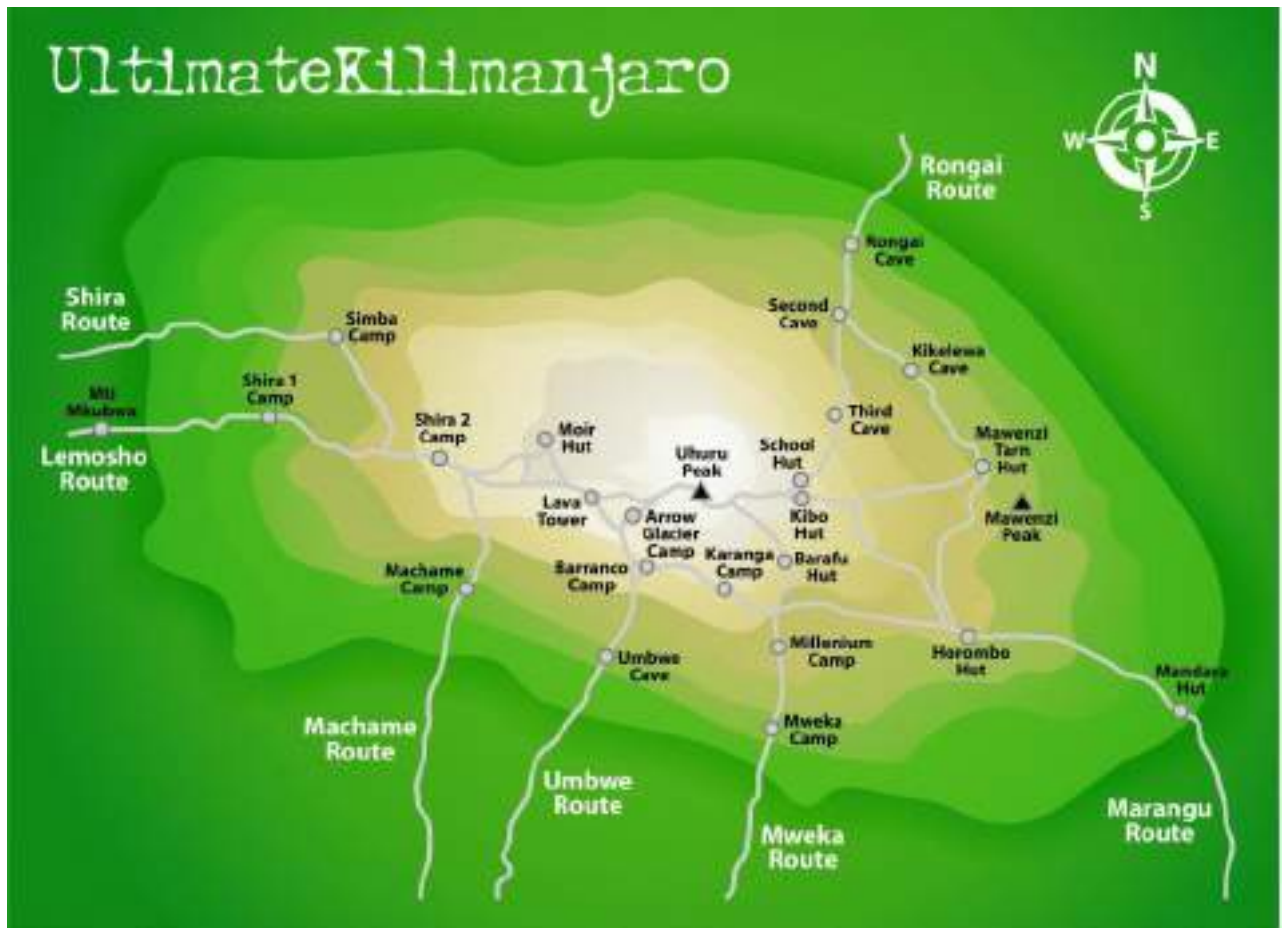 UltimateKilimanjaro
N
W
E
S
Rongai
Route
Rongai
Cave
Shira
Route
Simba
Camp
Second
Cave
Kikelewa
Cave
Mti
Mkubwa
Shira 1
Camp
Shira 2
Camp
Moir
Hut
Third
Cave
Lemosho
Route
Uhuru
Peak
School
Hut
Mawenzi
Tarn
Hut
Lava
Tower
Arrow
Glacier
Camp
Kibo
Hut
Mawenzi
Peak
Machame
Camp
Barranco
Camp
Karanga
Camp
Barafu
Hut
Umbwe
Cave
Millenium
Camp
Horombo
Hut
Mandara
Hut
Machame
Route
Mweka
Camp
Umbwe
Route
Mweka
Route
Marangu
Route